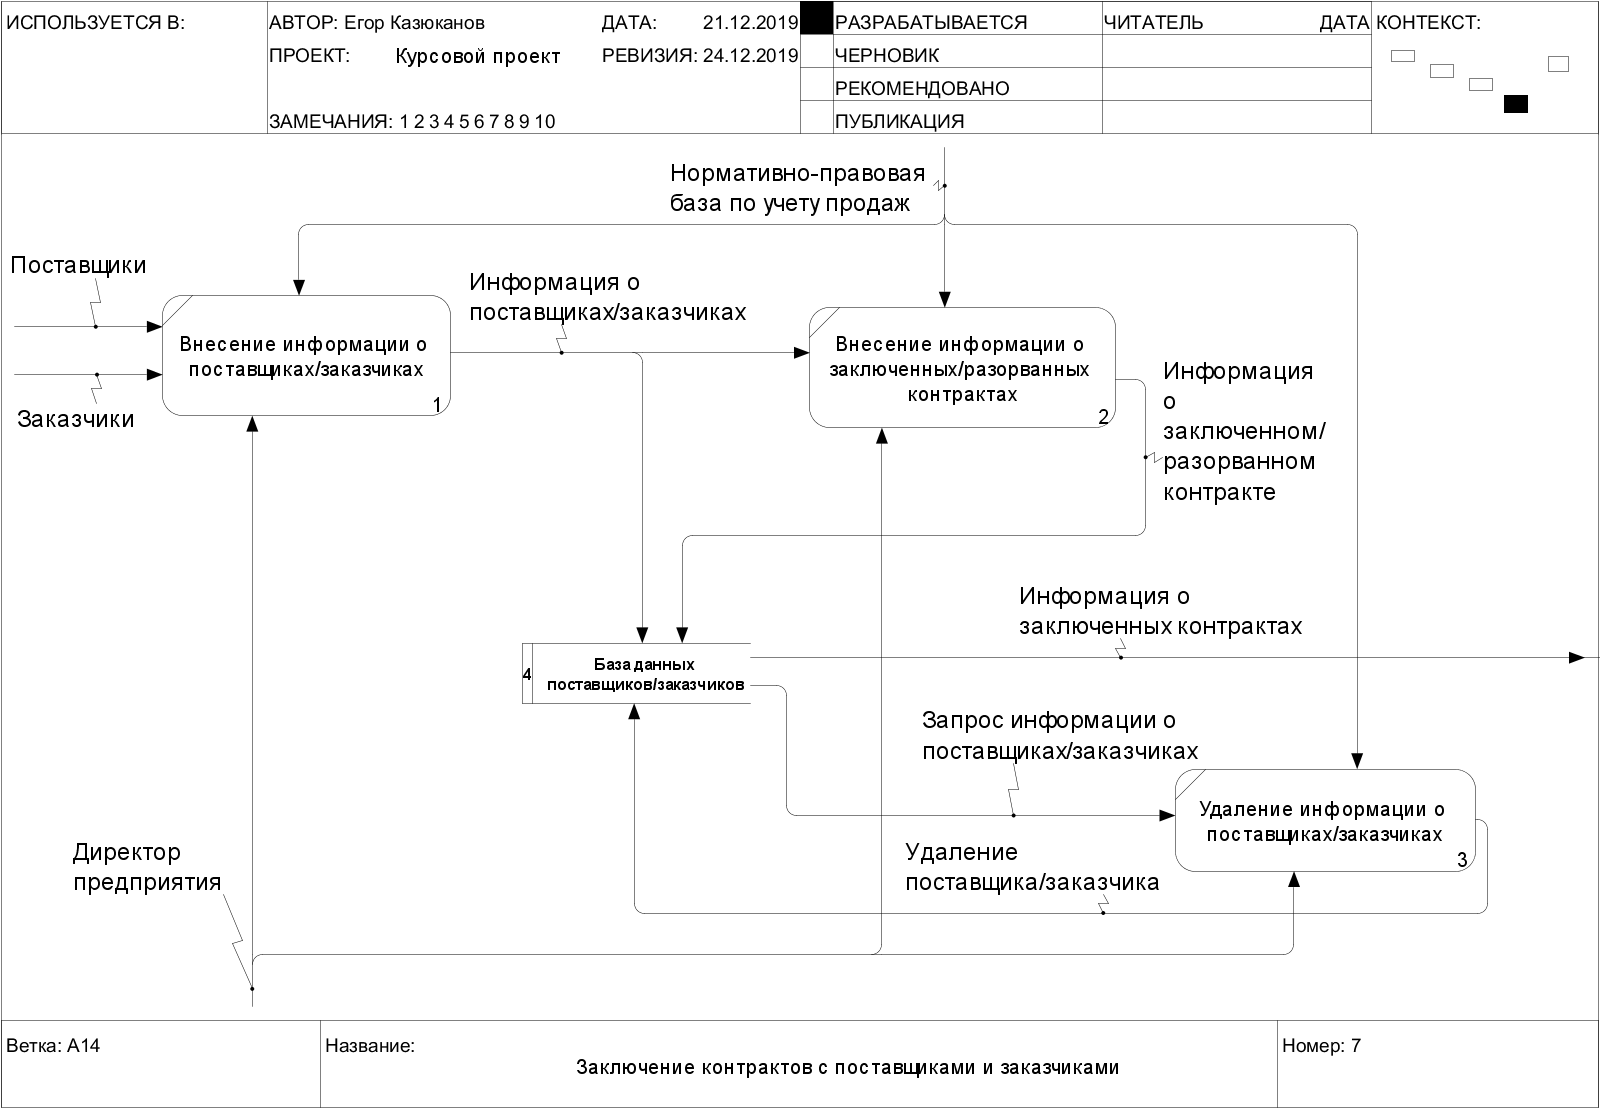 ИСПОЛЬЗУЕТСЯ В:
АВТОР: Егор Казюканов
ДАТА: 21.12.2019
ПРОЕКТ: Курсовой проект
РЕВИЗИЯ: 24.12.2019
ЗАМЕЧАНИЯ: 1 2 3 4 5 6 7 8 9 10
РАЗРАБАТЫВАЕТСЯ
ЧЕРНОВИК
РЕКОМЕНДОВАНО
ПУБЛИКАЦИЯ
ЧИТАТЕЛЬ
ДАТА
КОНТЕКСТ:
Нормативно-правовая
база по учету продаж
Поставщики
Заказчики
Внесение информации о
поставщиках/заказчиках
1
Информация о
поставщиках/заказчиках
Внесение информации о
заключенных/разорванных
контрактах
2
Информация
о
заключенном/
разорванном
контракте
Информация о
заключенных контрактах
4
База данных
поставщиков/заказчиков
Запрос информации о
поставщиках/заказчиках
Удаление информации о
поставщиках/заказчиках
3
Удаление
поставщика/заказчика
Директор
предприятия
Ветка: A14
Название:
Заключение контрактов с поставщиками и заказчиками
Номер: 7